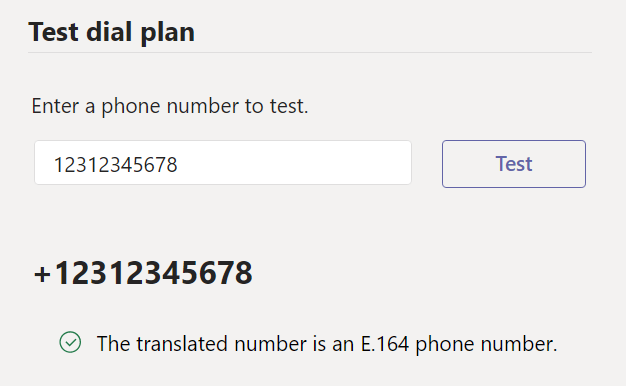 Test dial plan
Enter a phone number to test.
12312345678
Test
+12312345678
The translated number is an E.164 phone number.